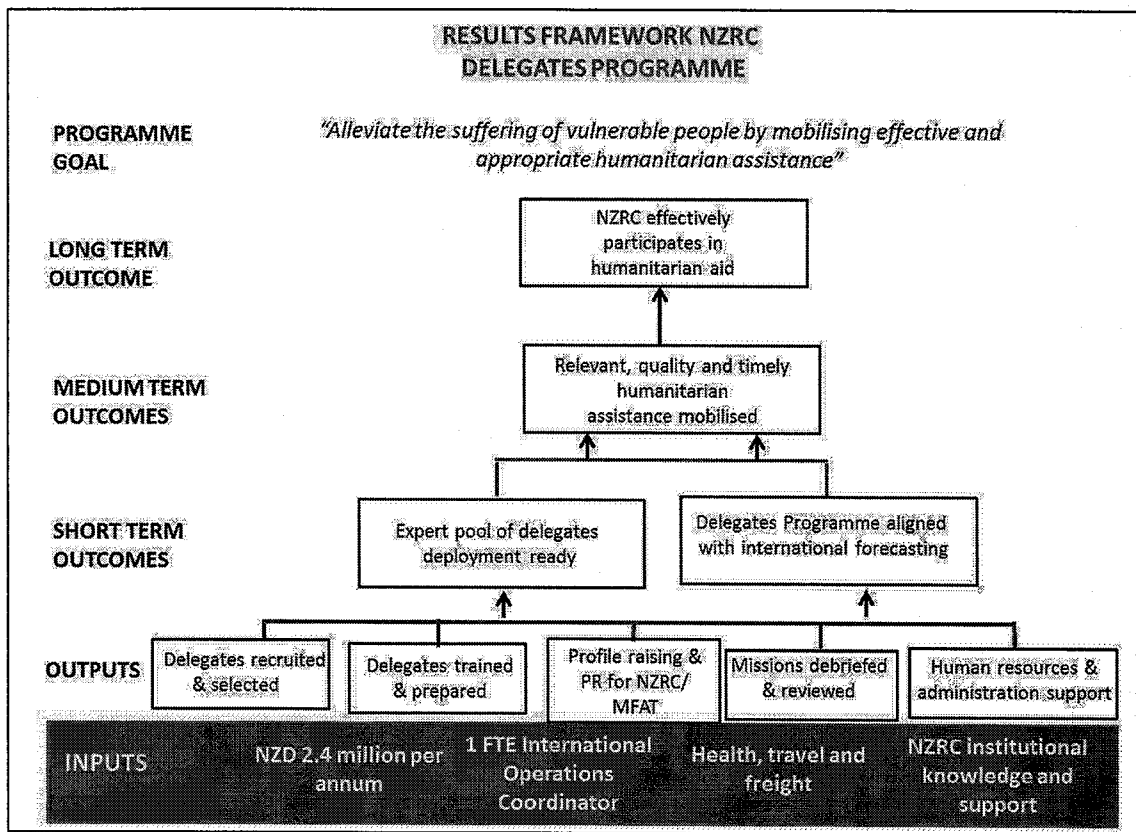 RESULTS FRAMEWORK NZRC
DELEGATES PROGRAMME
PROGRAMME
GOAL
"Alleviate the suffering of vulnerable people by mobilising effective and
appropriate humanitarian assistance"
LONG TERM
OUTCOME
NZRC effectively
participates in
humanitarian aid
MEDIUM TERM
OUTCOMES
Relevant, quality and timely
humanitarian
assistance mobilised
SHORT TERM
OUTCOMES
Expert pool of delegates
deployment ready
Delegates Programme aligned
with international forecasting
OUTPUTS
Delegates recruited
& selected
Delegates trained
& prepared
Profile raising &
PR for NZRC/
MFAT
Missions debriefed
& reviewed
Human resources &
administration support
INPUTS
NZD 2.4 million per
annum
1 FTE International
Operations
Coordinator
Health, travel and
freight
NZRC institutional
knowledge and
support